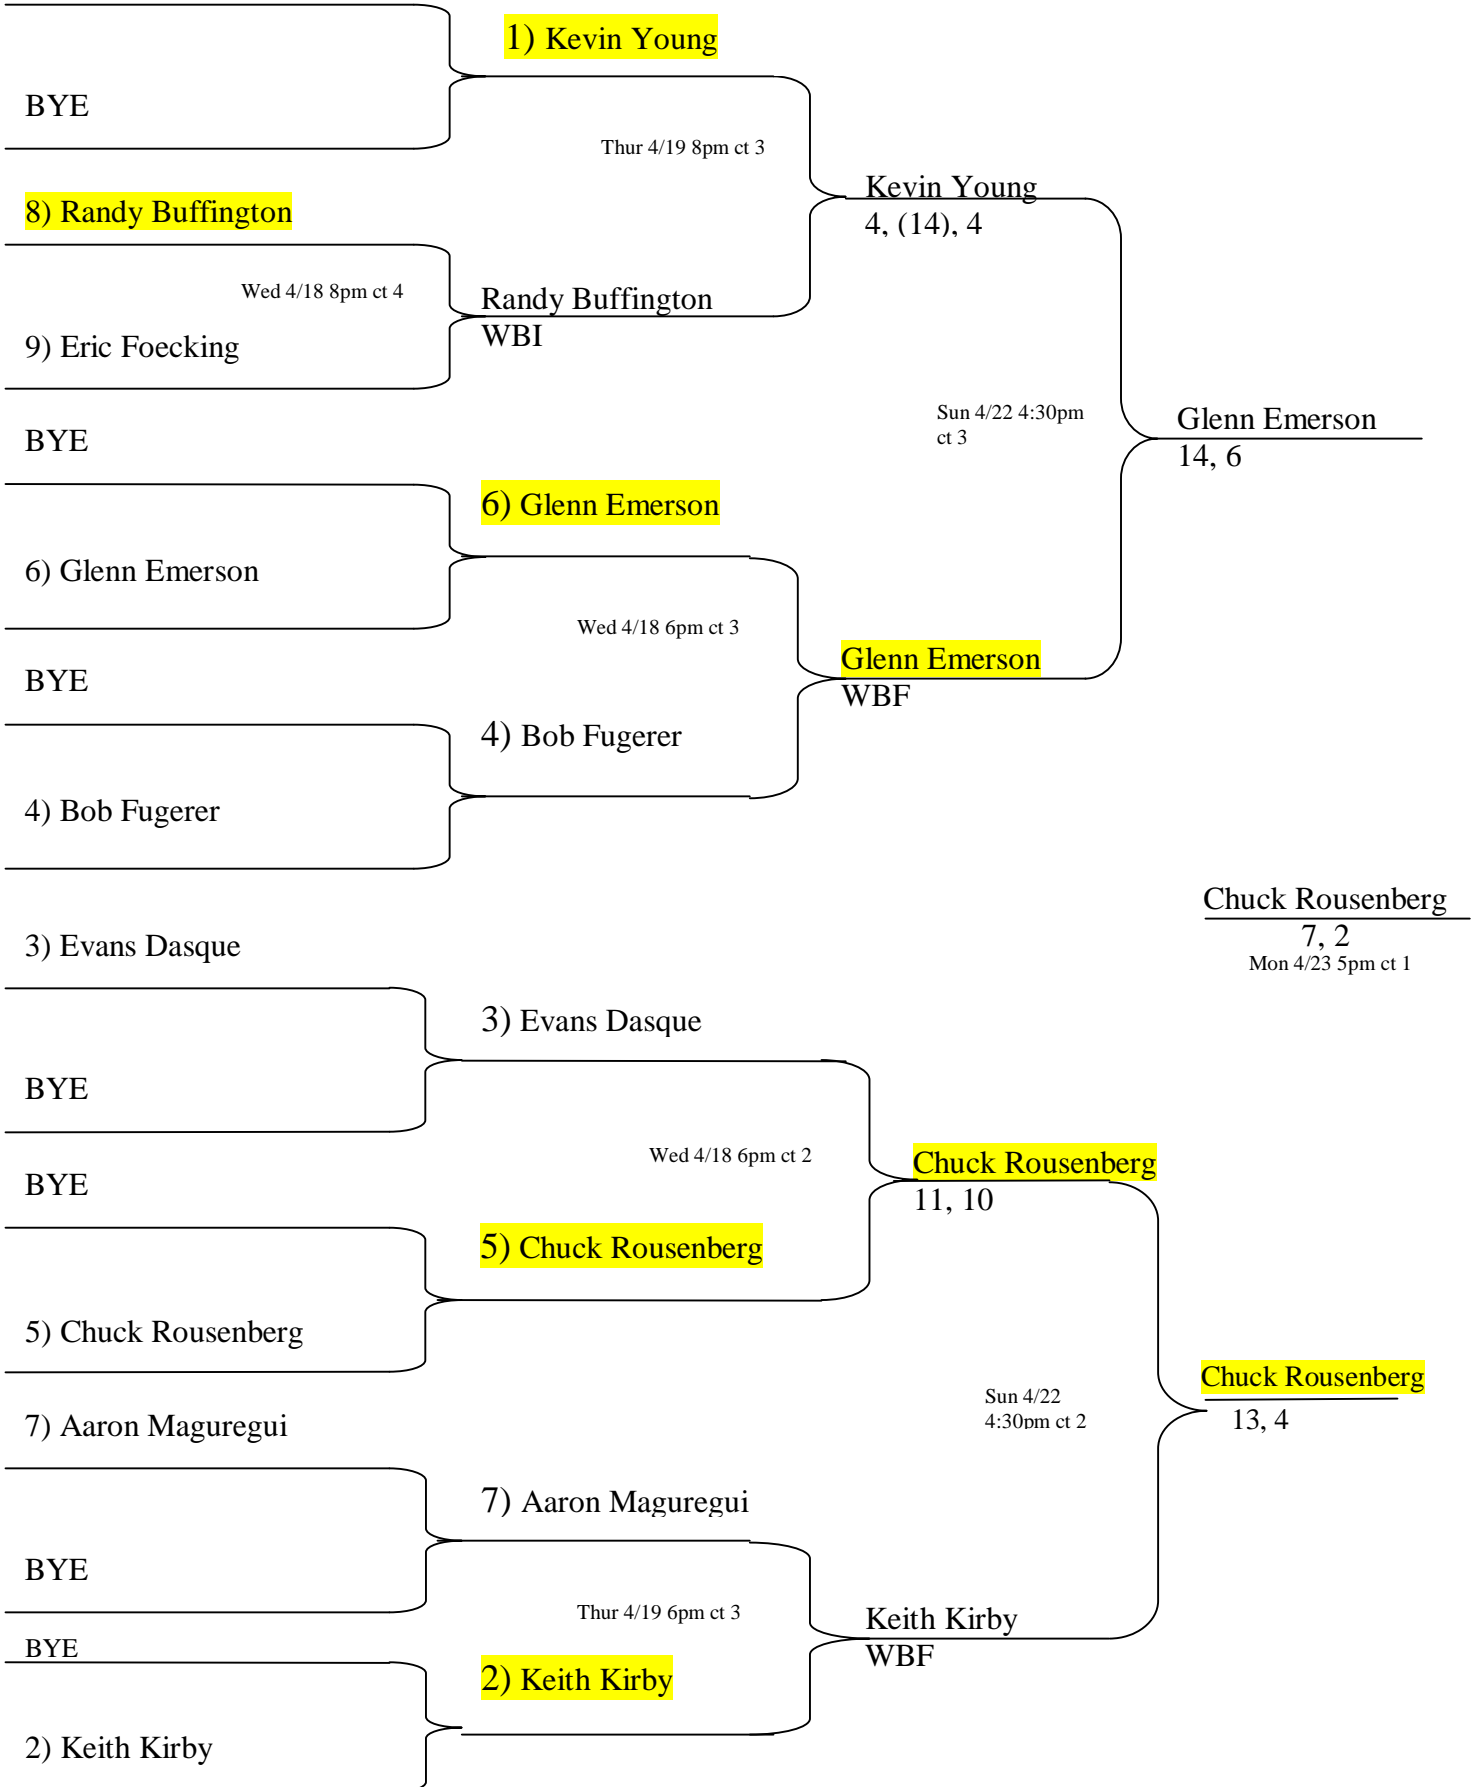 1) Kevin Young
BYE
Thur 4/19 8pm ct 3
Kevin Young
4, (14), 4
8) Randy Buffington
Wed 4/18 8pm ct 4
Randy Buffington
WBI
9) Eric Foecking
Sun 4/22 4:30pm
ct 3
Glenn Emerson
14, 6
BYE
6) Glenn Emerson
6) Glenn Emerson
Wed 4/18 6pm ct 3
Glenn Emerson
WBF
BYE
4) Bob Fugerer
4) Bob Fugerer
Chuck Rousenberg
7, 2
Mon 4/23 5pm ct 1
3) Evans Dasque
3) Evans Dasque
BYE
Wed 4/18 6pm ct 2
Chuck Rousenberg
11, 10
BYE
5) Chuck Rousenberg
5) Chuck Rousenberg
Sun 4/22
4:30pm ct 2
Chuck Rousenberg
13, 4
7) Aaron Maguregui
7) Aaron Maguregui
BYE
Thur 4/19 6pm ct 3
Keith Kirby
WBF
BYE
2) Keith Kirby
2) Keith Kirby